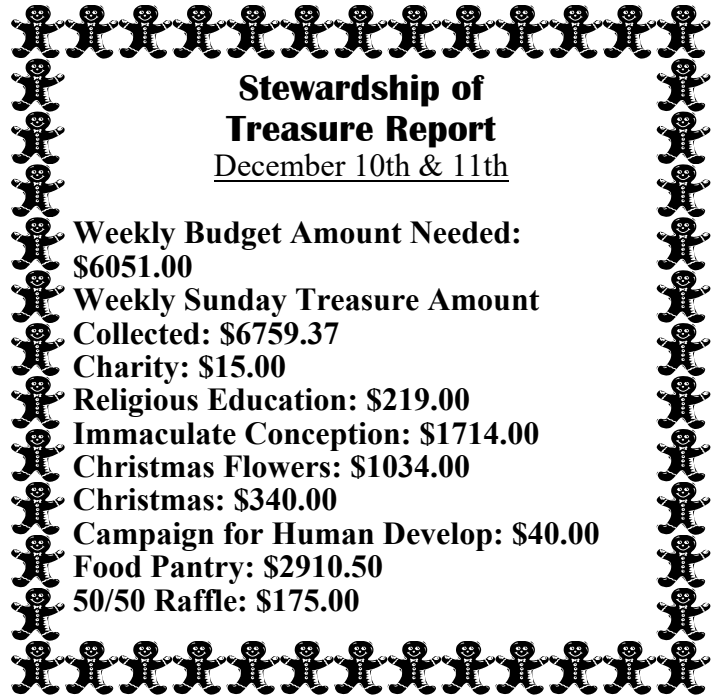 Stewardship of
Treasure Report
December 10th & 11th
Weekly Budget Amount Needed:
$6051.00
Weekly Sunday Treasure Amount
Collected: $6759.37
Charity: $15.00
Religious Education: $219.00
Immaculate Conception: $1714.00
Christmas Flowers: $1034.00
Christmas: $340.00
Campaign for Human Develop: $40.00
Food Pantry: $2910.50
50/50 Raffle: $175.00